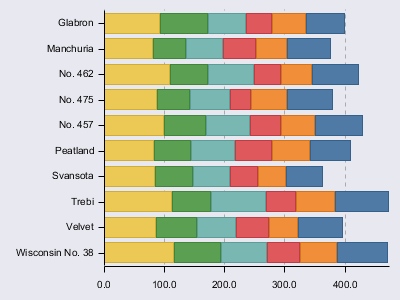 Glabron
Manchuria
No. 462
No. 475
No. 457
Peatland
Svansota
Trebi
Velvet
Wisconsin No. 38
0.0 100.0 200.0 300.0 400.0